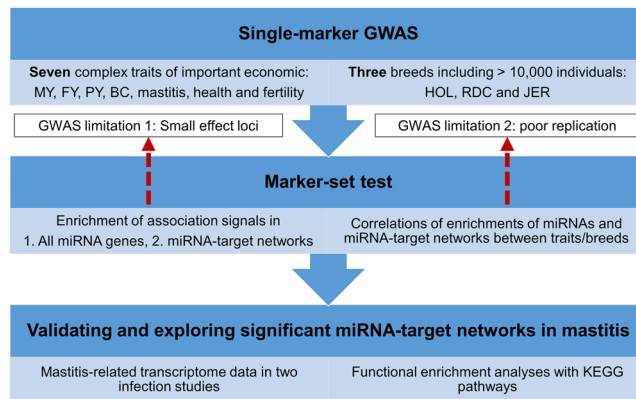 Single-marker GWAS
Seven complex traits of important economic:
MY, FY, PY, BC, mastitis, health and fertility
Three breeds including > 10,000 individuals:
HOL, RDC and JER
GWAS limitation 1: Small effect loci
GWAS limitation 2: poor replication
Marker-set test
Enrichment of association signals in
1. All miRNA genes, 2. miRNA-target networks
Correlations of enrichments of miRNAs and
miRNA-target networks between traits/breeds
Validating and exploring significant miRNA-target networks in mastitis
Mastitis-related transcriptome data in two
infection studies
Functional enrichment analyses with KEGG
pathways